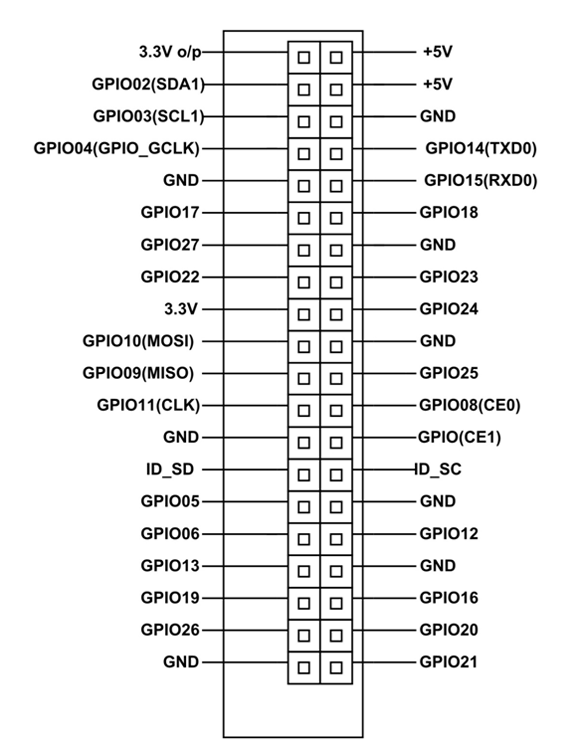 3.3V o/p +5V
GPIO02(SDA1) +5V
GPIO03(SCL1) GND
GPIO04(GPIO_GCLK) GPIO14(TXD0)
GND GPIO15(RXD0)
GPIO17 GPIO18
GPIO27 GND
GPIO22 GPIO23
3.3V GPIO24
GPIO10(MOSI) GND
GPIO09(MISO) GPIO25
GPIO11(CLK) GPIO08(CE0)
GND GPIO(CE1)
ID_SD ID_SC
GPIO05 GND
GPIO06 GPIO12
GPIO13 GND
GPIO19 GPIO16
GPIO26 GPIO20
GND GPIO21